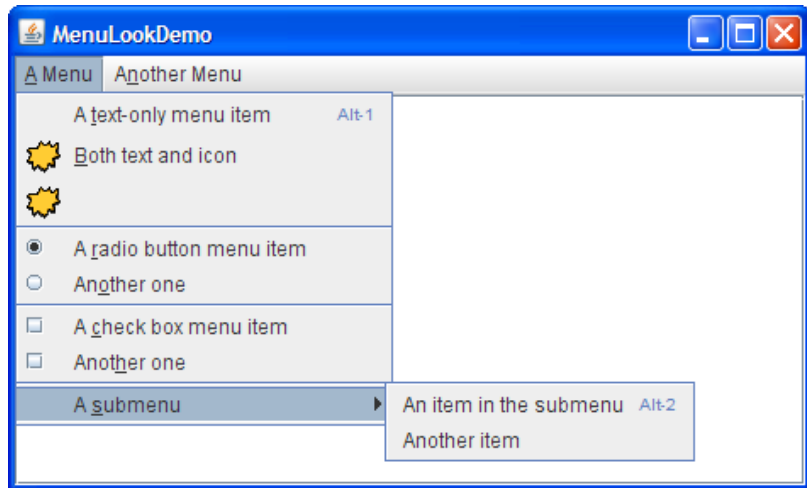 MenuLookDemo
A Menu Another Menu
A text-only menu item Alt-1
Both text and icon
A radio button menu item
Another one
A check box menu item
Another one
A submenu
An item in the submenu Alt-2
Another item